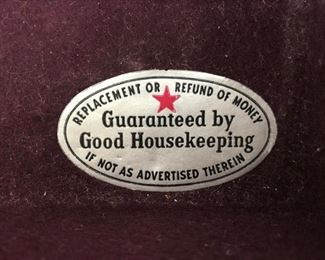 REPLACEMENT OR REFUND OF MONEY
Guaranteed by
Good Housekeeping
IF NOT AS ADVERTISED THEREIN